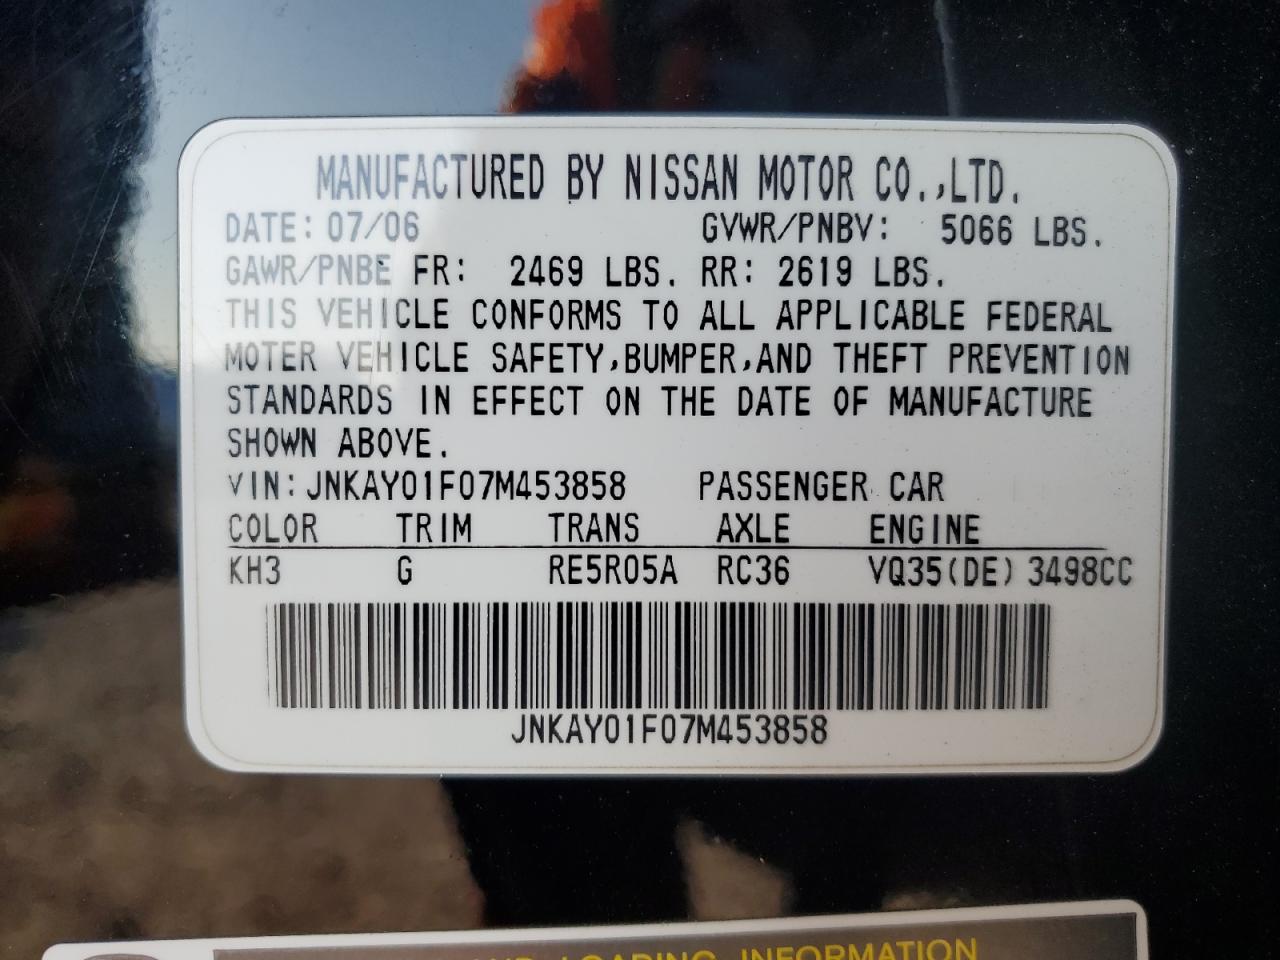 MANUFACTURED BY NISSAN MOTOR CO.,LTD.
DATE: 07/06 GVWR/PNBV: 5066 LBS.
GAWR/PNBE FR: 2469 LBS. RR: 2619 LBS.
THIS VEHICLE CONFORMS TO ALL APPLICABLE FEDERAL
MOTER VEHICLE SAFETY,BUMPER,AND THEFT PREVENTION
STANDARDS IN EFFECT ON THE DATE OF MANUFACTURE
SHOWN ABOVE.
VIN: JNKAY01F07M453858 PASSENGER CAR
COLOR TRIM TRANS AXLE ENGINE
KH3 G RE5R05A RC36 VQ35(DE) 3498CC
JNKAY01F07M453858
AND LOADING INFORMATION